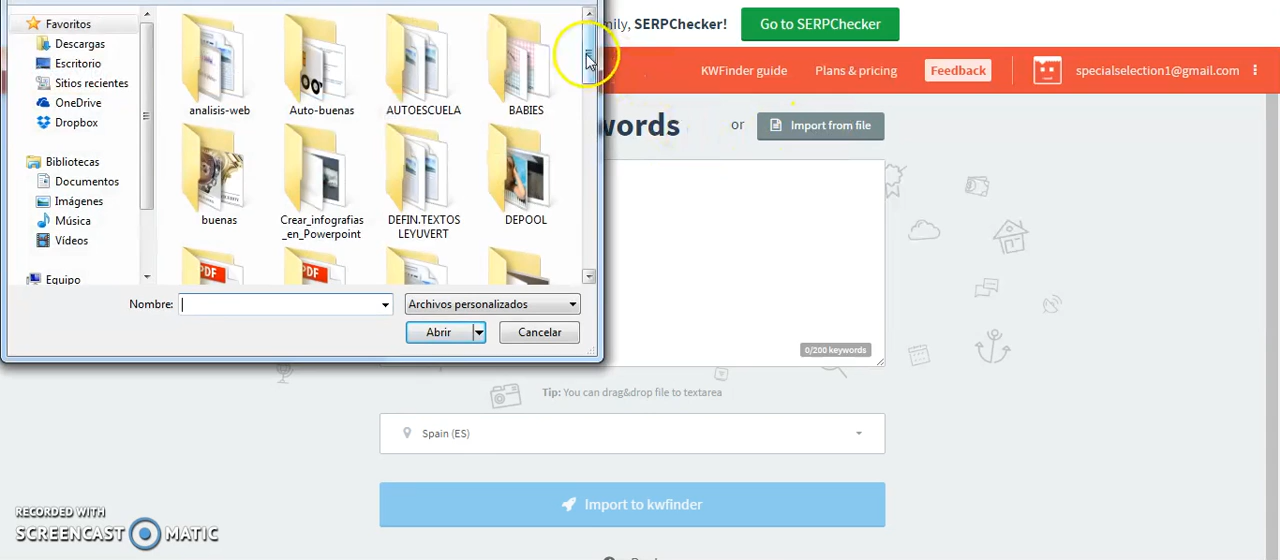 mily, SERPChecker! Go to SERPChecker
KWFinder guide Plans & pricing Feedback specialselection1@gmail.com
words or Import from file
0/200 keywords
Tip: You can drag&drop file to textarea
Spain (ES)
Import to kwfinder
Favoritos
Descargas
Escritorio
Sitios recientes
OneDrive
Dropbox
Bibliotecas
Documentos
Imágenes
Música
Vídeos
Equipo
analisis-web Auto-buenas AUTOESCUELA BABIES
buenas Crear_infografias DEFIN.TEXTOS DEPOOL
_en_Powerpoint LEYUVERT
PDF PDF
Nombre: Archivos personalizados
Abrir Cancelar
RECORDED WITH
SCREENCAST MATIC